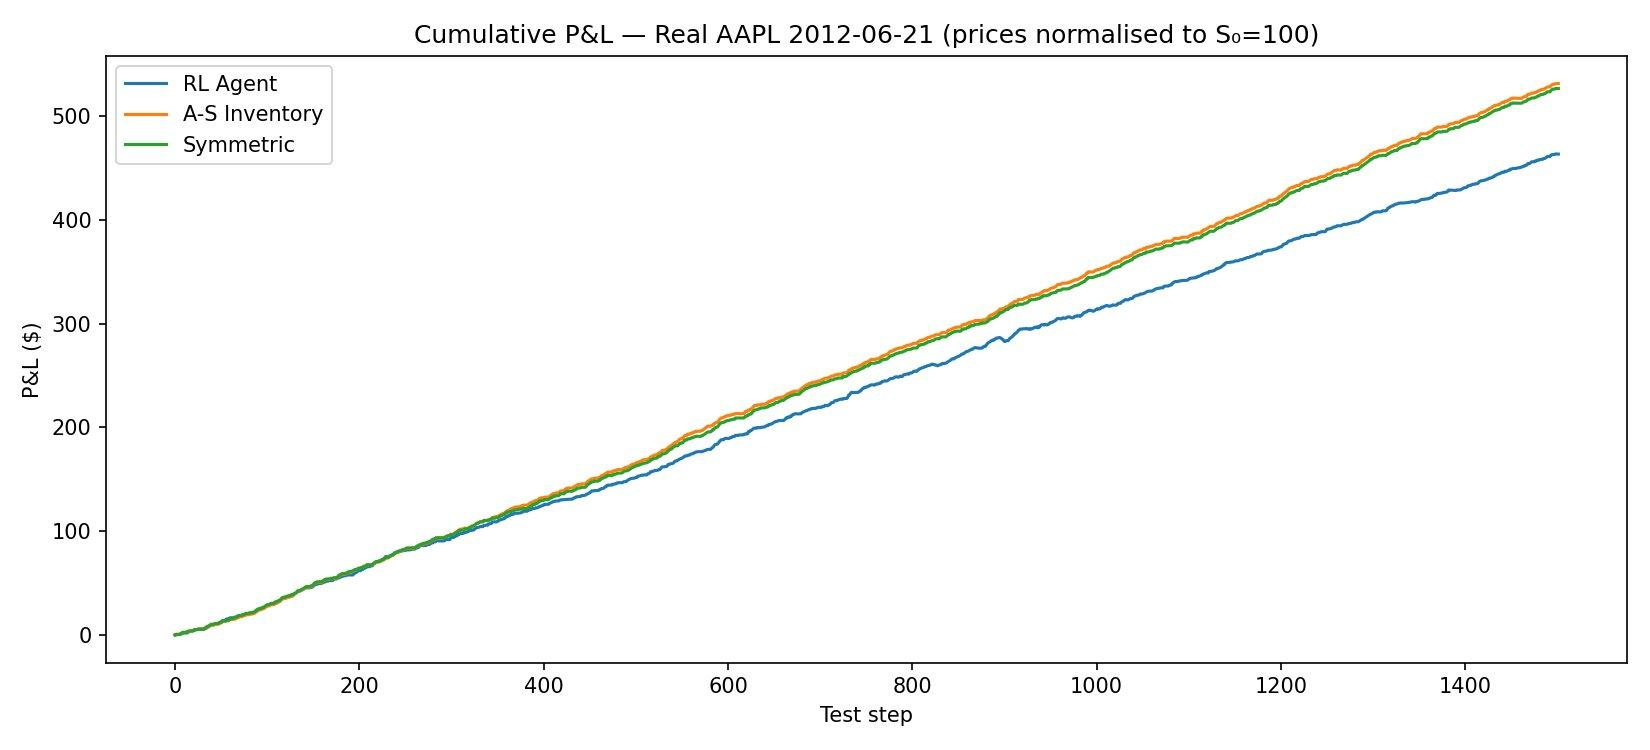 Cumulative P&L — Real AAPL 2012-06-21 (prices normalised to S₀=100)
RL Agent
A-S Inventory
Symmetric
P&L ($)
500
400
300
200
100
0
0 200 400 600 800 1000 1200 1400
Test step